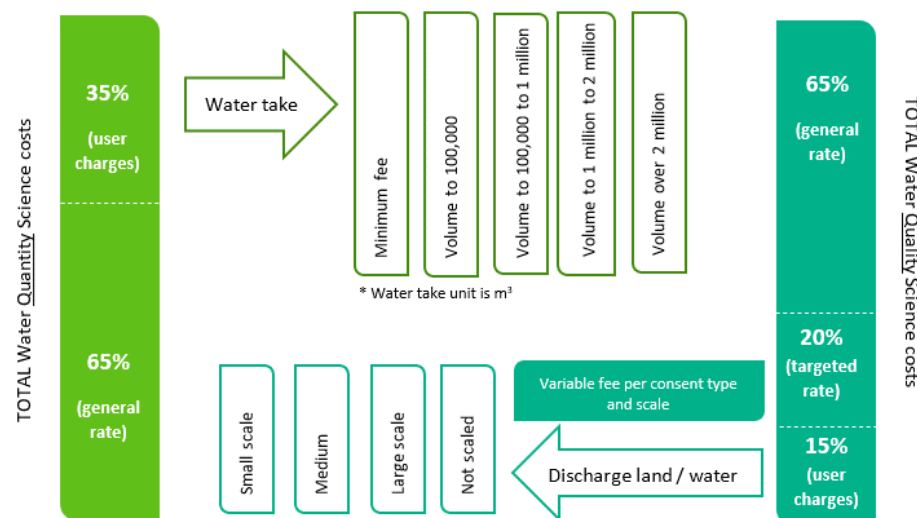 TOTAL Water Quantity Science costs
35%
(user
charges)
65%
(general
rate)
Water take
Minimum fee
Volume to 100,000
Volume to 100,000 to 1 million
Volume to 1 million to 2 million
Volume over 2 million
* Water take unit is m³
65%
(general
rate)
20%
(targeted
rate)
15%
(user
charges)
TOTAL Water Quality Science costs
Variable fee per consent type
and scale
Discharge land / water
Small scale
Medium
Large scale
Not scaled